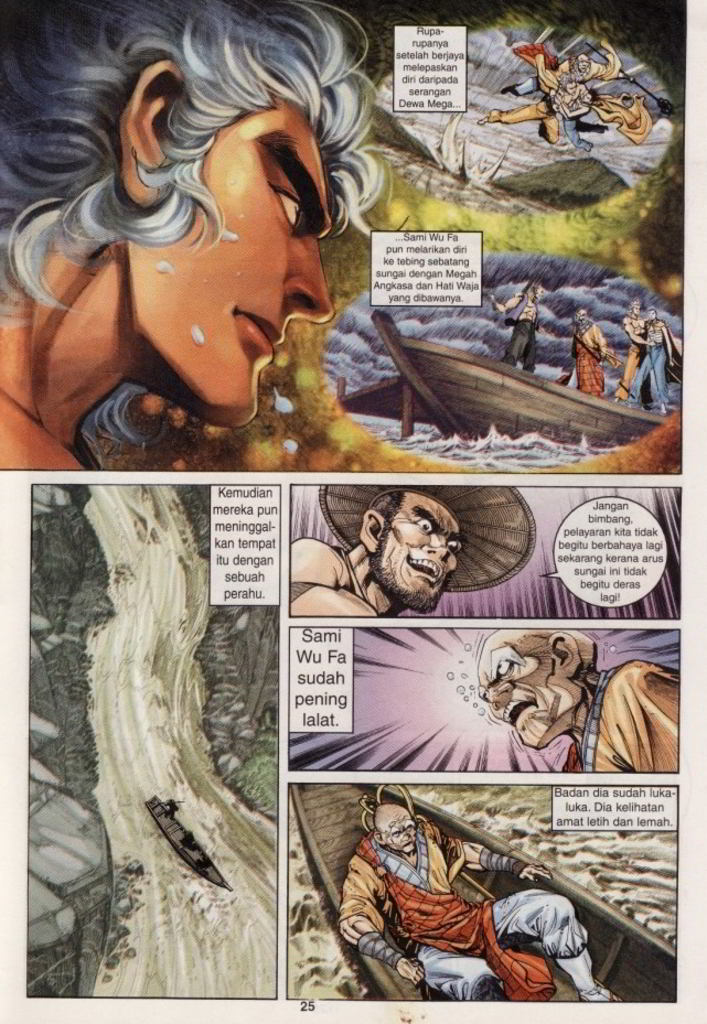 Rupa-
rupanya
setelah berjaya
melepaskan
diri daripada
serangan
Dewa Mega...
...Sami Wu Fa
pun melarikan diri
ke tebing sebatang
sungai dengan Megah
Angkasa dan Hati Waja
yang dibawanya.
Kemudian
mereka pun
meninggal-
kan tempat
itu dengan
sebuah
perahu.
Jangan
bimbang,
pelayaran kita tidak
begitu berbahaya lagi
sekarang kerana arus
sungai ini tidak
begitu deras
lagi!
Sami
Wu Fa
sudah
pening
lalat.
Badan dia sudah luka-
luka. Dia kelihatan
amat letih dan lemah.
25